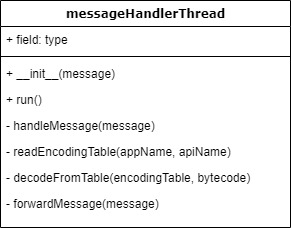 messageHandlerThread
+ field: type
+ __init__(message)
+ run()
- handleMessage(message)
- readEncodingTable(appName, apiName)
- decodeFromTable(encodingTable, bytecode)
- forwardMessage(message)